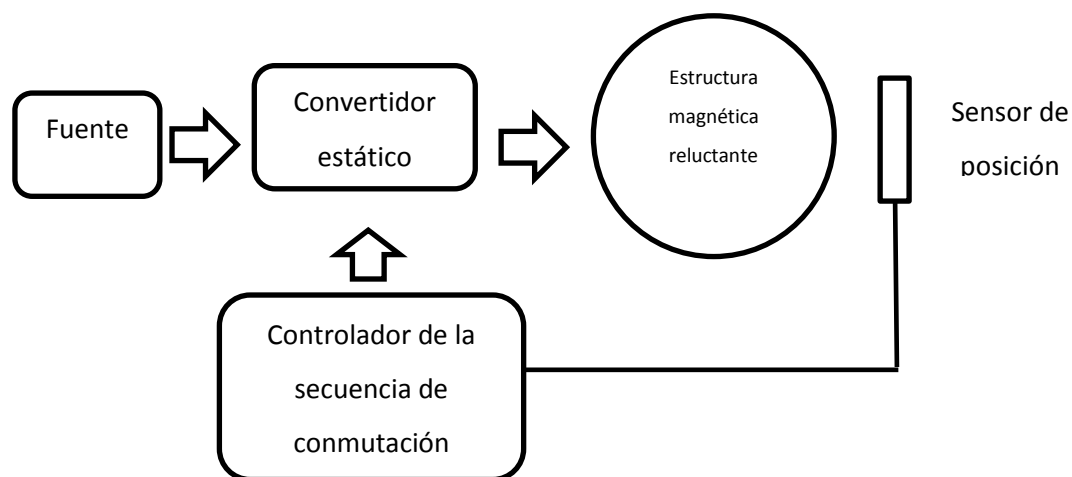 Fuente
Convertidor
estático
Estructura
magnética
reluctante
Sensor de
posición
Controlador de la
secuencia de
conmutación